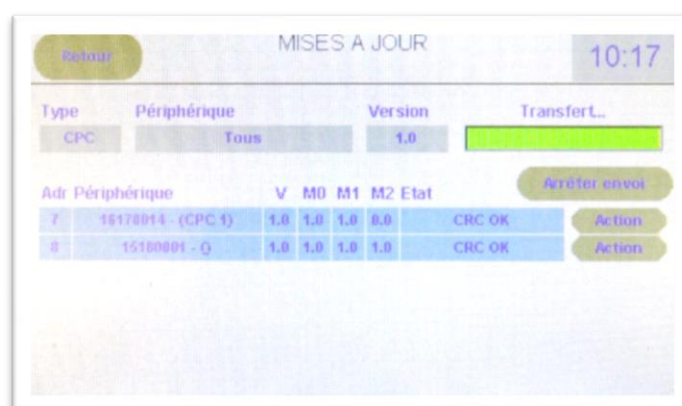 Retour MISES A JOUR 10:17
Type Périphérique Version Transfert...
CPC Tous 1.0
Arrêter envoi
Adr Périphérique V M0 M1 M2 Etat
7 16170014 - (CPC 1) 1.0 1.0 1.0 0.0 CRC OK Action
8 15180001 - () 1.0 1.0 1.0 1.0 CRC OK Action